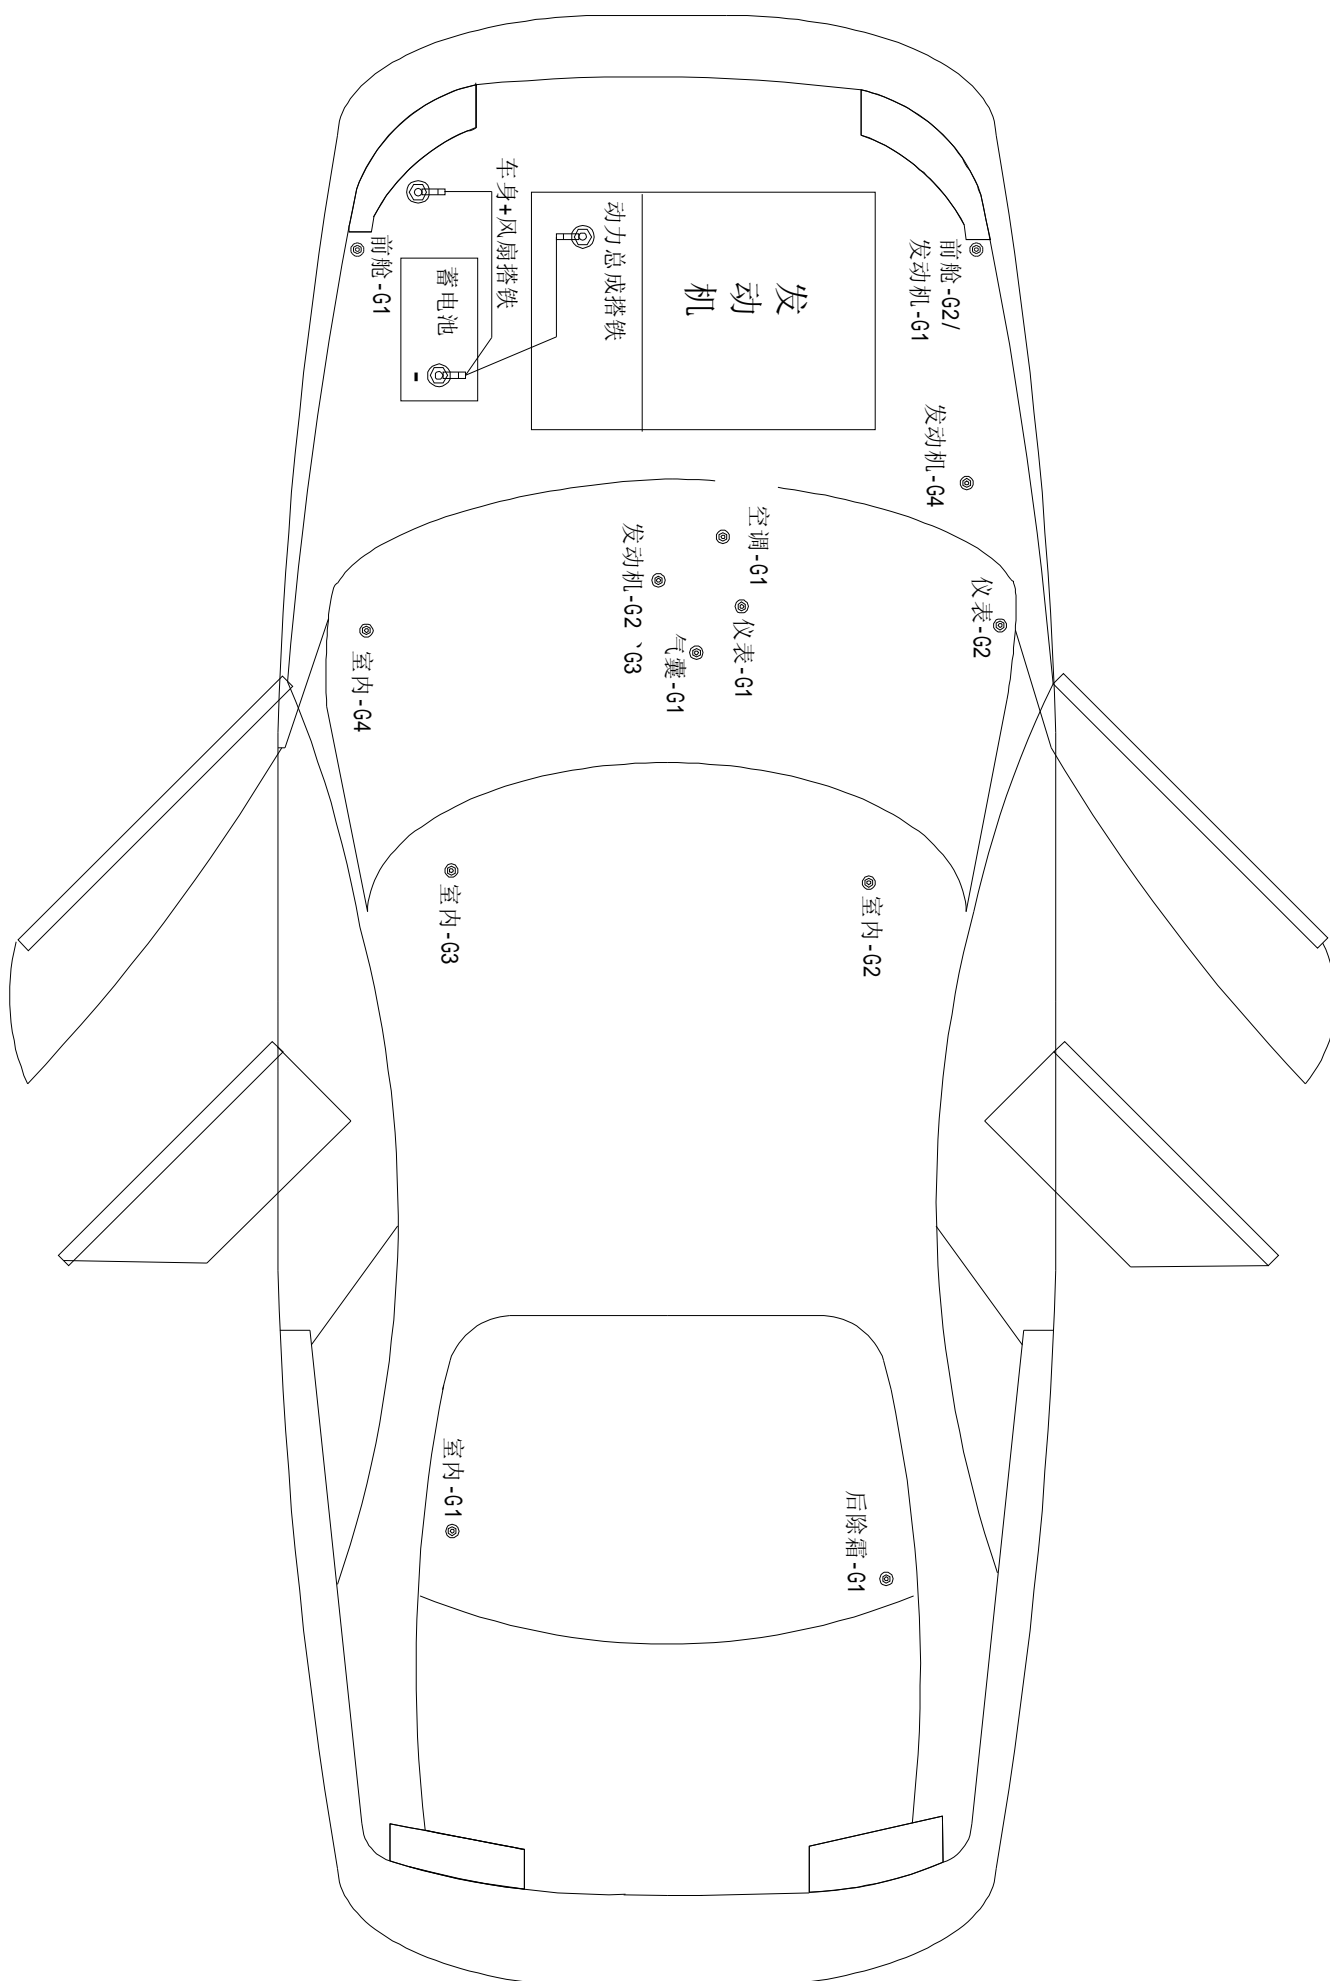 车身+风扇搭铁
动力总成搭铁
前舱-G1
蓄电池
-
发
动
机
前舱-G2/
发动机-G1
发动机-G4
空调-G1
发动机-G2、G3
仪表-G1
气囊-G1
仪表-G2
室内-G4
室内-G3
室内-G2
室内-G1
后除霜-G1